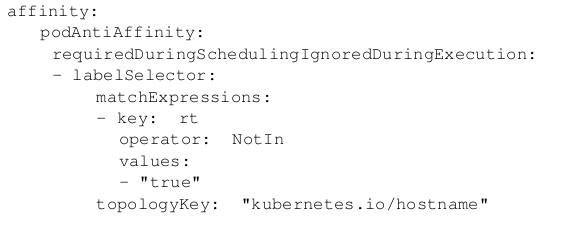 affinity:
podAntiAffinity:
requiredDuringSchedulingIgnoredDuringExecution:
- labelSelector:
matchExpressions:
- key: rt
operator: NotIn
values:
- "true"
topologyKey: "kubernetes.io/hostname"